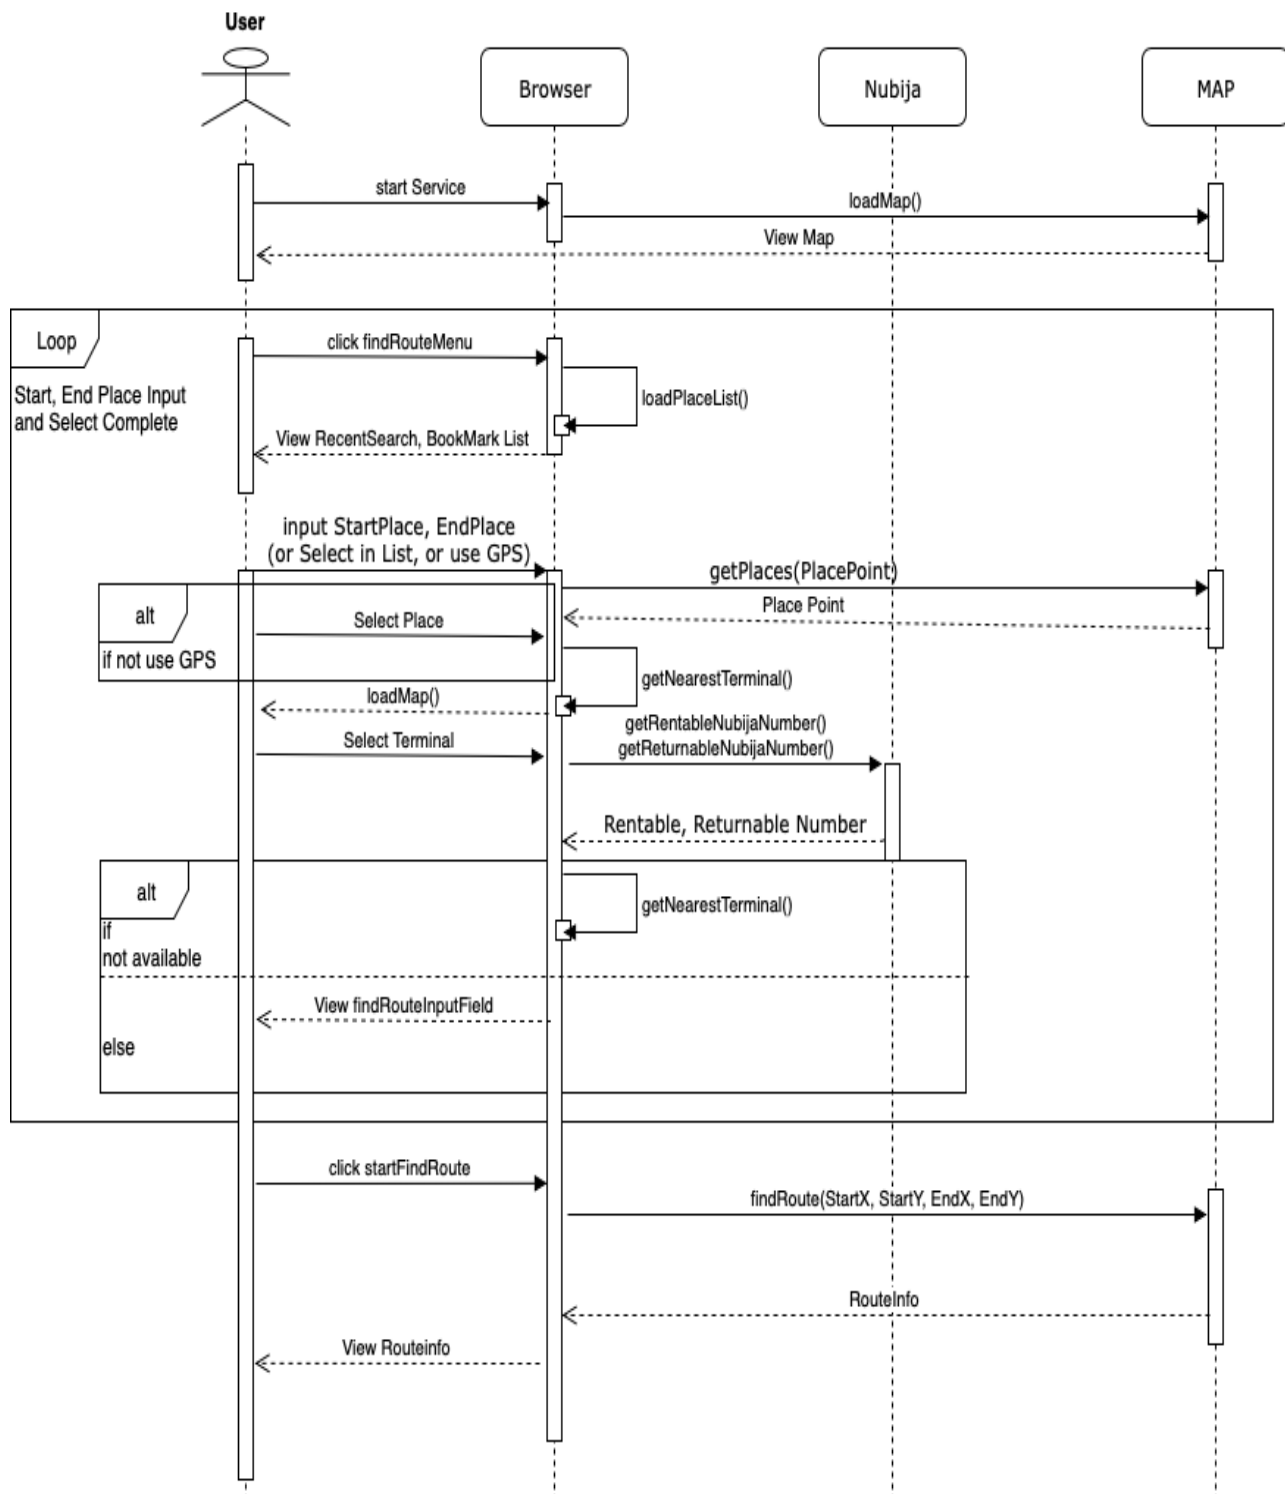 User
Browser
Nubija
MAP
start Service
loadMap()
View Map
Loop
click findRouteMenu
Start, End Place Input
and Select Complete
loadPlaceList()
View RecentSearch, BookMark List
input StartPlace, EndPlace
(or Select in List, or use GPS)
getPlaces(PlacePoint)
alt
Select Place
Place Point
if not use GPS
getNearestTerminal()
loadMap()
Select Terminal
getRentableNubijaNumber()
getReturnableNubijaNumber()
Rentable, Returnable Number
alt
getNearestTerminal()
if
not available
View findRouteInputField
else
click startFindRoute
findRoute(StartX, StartY, EndX, EndY)
RouteInfo
View Routeinfo